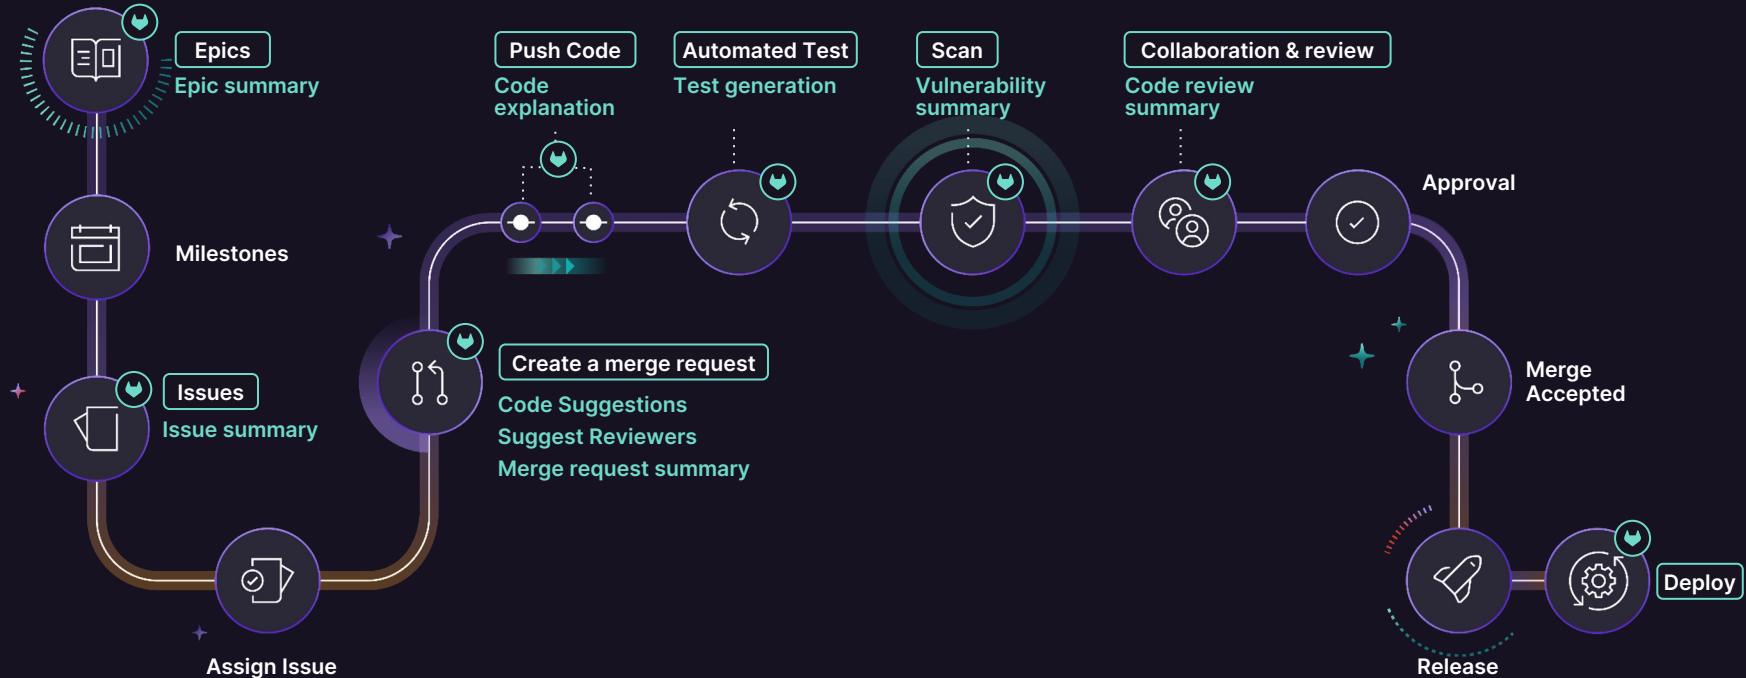 Epics
Epic summary
Milestones
Issues
Issue summary
Assign Issue
Create a merge request
Code Suggestions
Suggest Reviewers
Merge request summary
Push Code
Code
explanation
Automated Test
Test generation
Scan
Vulnerability
summary
Collaboration & review
Code review
summary
Approval
Merge
Accepted
Release
Deploy